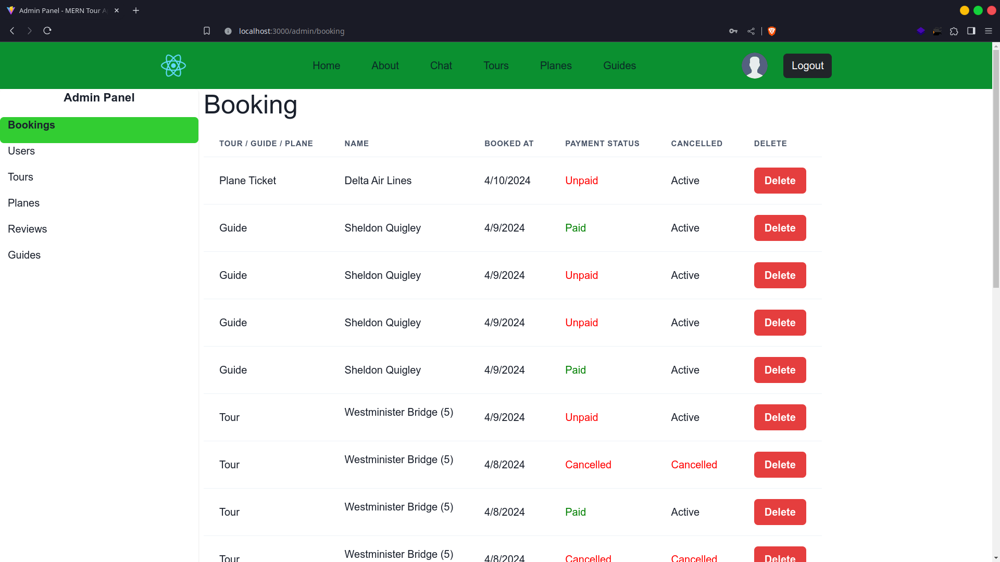 Admin Panel - MERN Tour A
localhost:3000/admin/booking
Home About Chat Tours Planes Guides Logout
Admin Panel
Bookings
Users
Tours
Planes
Reviews
Guides
Booking
TOUR / GUIDE / PLANE NAME BOOKED AT PAYMENT STATUS CANCELLED DELETE
Plane Ticket Delta Air Lines 4/10/2024 Unpaid Active Delete
Guide Sheldon Quigley 4/9/2024 Paid Active Delete
Guide Sheldon Quigley 4/9/2024 Unpaid Active Delete
Guide Sheldon Quigley 4/9/2024 Unpaid Active Delete
Guide Sheldon Quigley 4/9/2024 Paid Active Delete
Tour Westminister Bridge (5) 4/9/2024 Unpaid Active Delete
Tour Westminister Bridge (5) 4/8/2024 Cancelled Cancelled Delete
Tour Westminister Bridge (5) 4/8/2024 Paid Active Delete
Tour Westminister Bridge (5) 4/8/2024 Cancelled Cancelled Delete